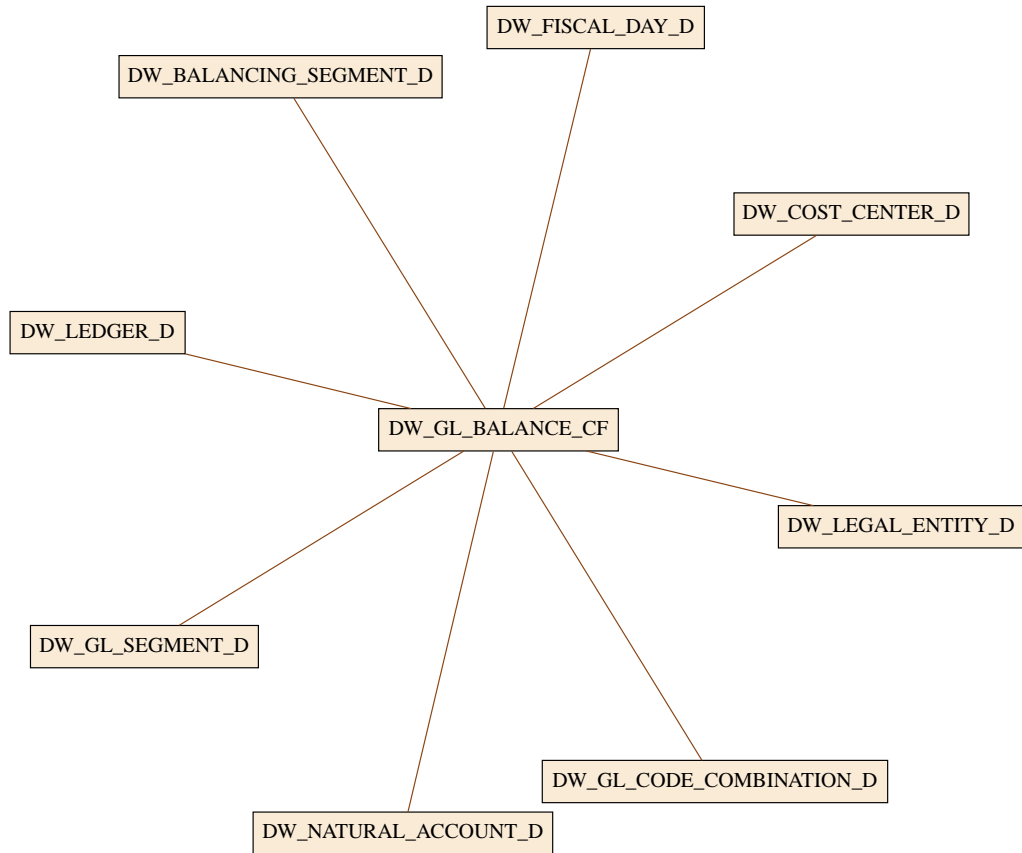 DW_FISCAL_DAY_D
DW_BALANCING_SEGMENT_D
DW_COST_CENTER_D
DW_LEDGER_D
DW_GL_BALANCE_CF
DW_LEGAL_ENTITY_D
DW_GL_SEGMENT_D
DW_GL_CODE_COMBINATION_D
DW_NATURAL_ACCOUNT_D